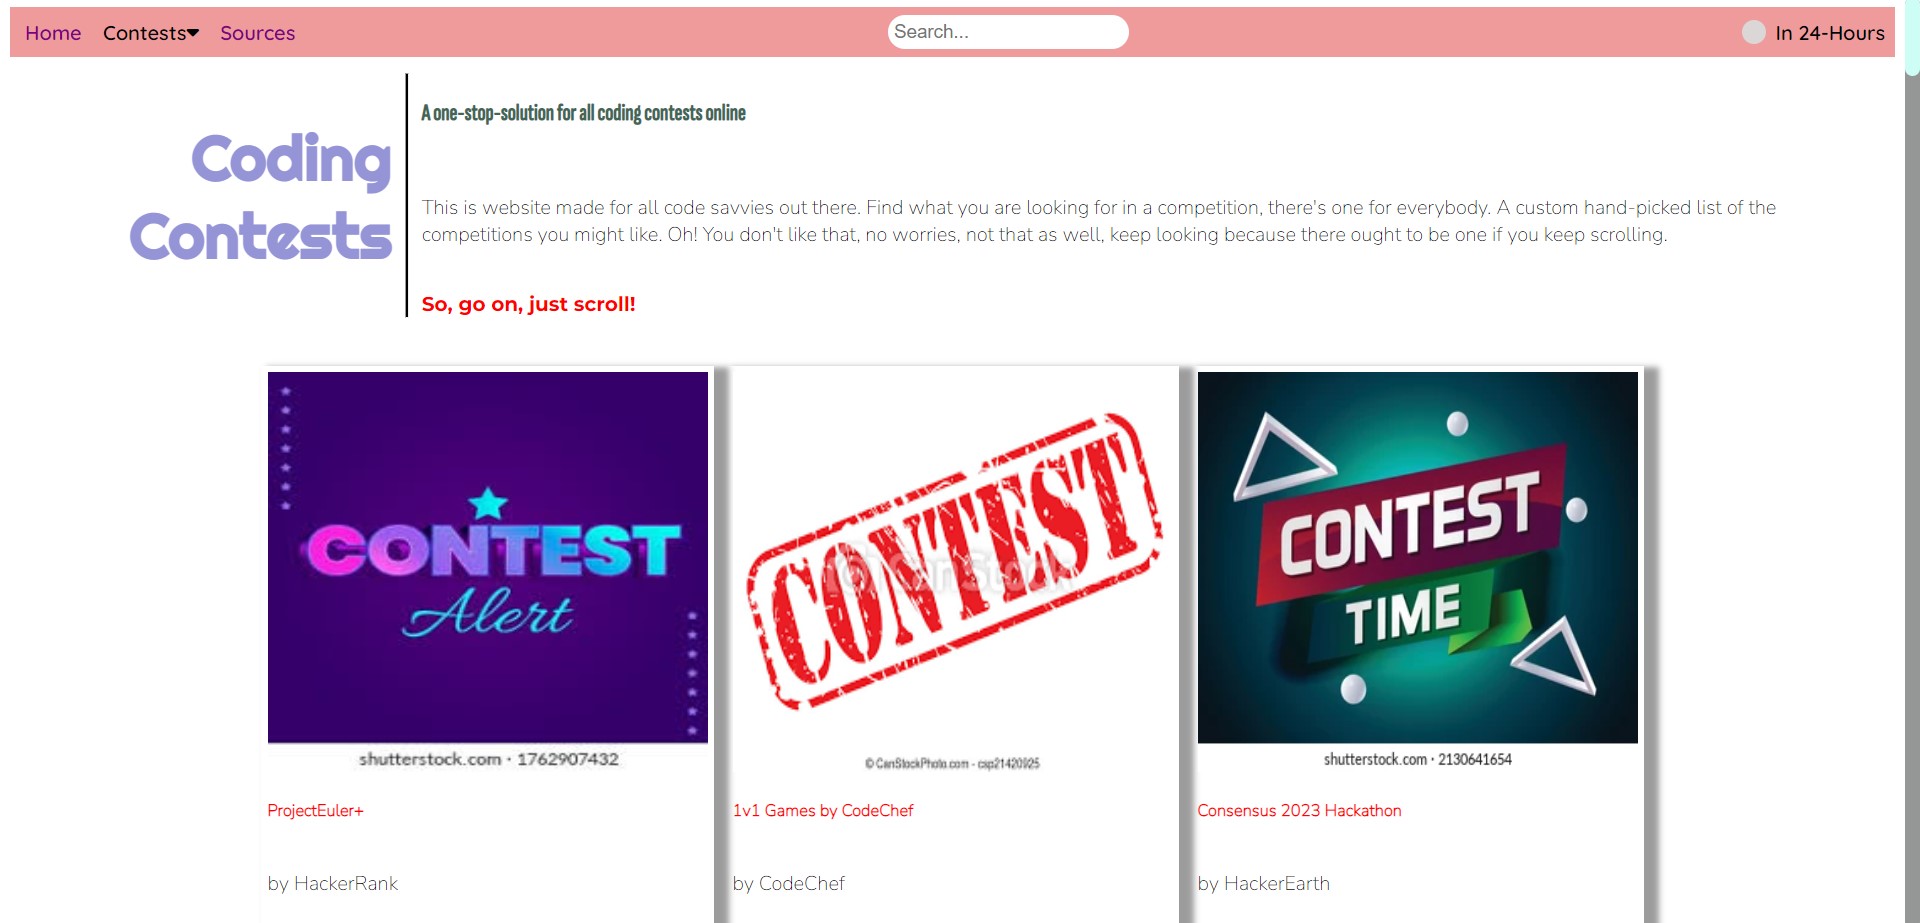 Home Contests Sources Search... In 24-Hours
Coding
Contests
A one-stop-solution for all coding contests online
This is website made for all code savvies out there. Find what you are looking for in a competition, there's one for everybody. A custom hand-picked list of the
competitions you might like. Oh! You don't like that, no worries, not that as well, keep looking because there ought to be one if you keep scrolling.
So, go on, just scroll!
CONTEST
Alert
shutterstock.com · 1762907432
CONTEST
CanStock
© CanStockPhoto.com - csp21420925
CONTEST
TIME
shutterstock.com · 2130641654
ProjectEuler+
1v1 Games by CodeChef
Consensus 2023 Hackathon
by HackerRank
by CodeChef
by HackerEarth